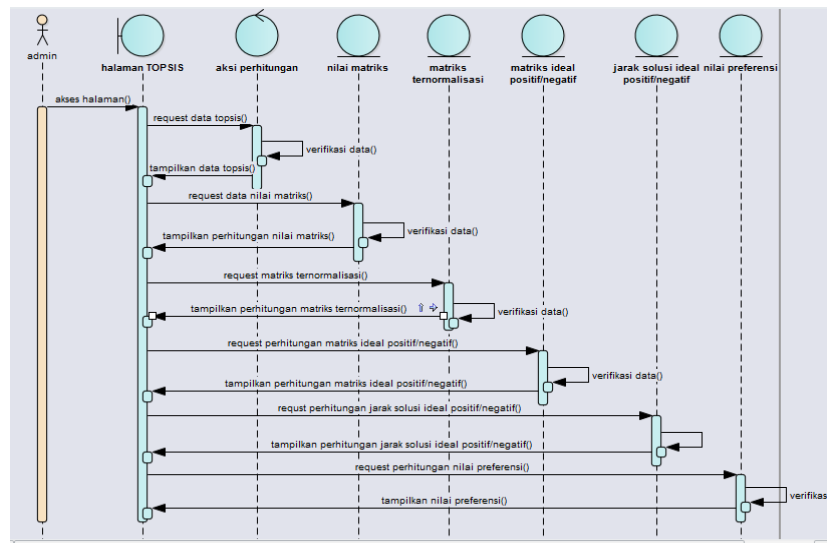 admin
halaman TOPSIS
aksi perhitungan
nilai matriks
matriks
ternormalisasi
matriks ideal
positif/negatif
jarak solusi ideal
positif/negatif
nilai preferensi
akses halaman()
request data topsis()
verifikasi data()
tampilkan data topsis()
request data nilai matriks()
verifikasi data()
tampilkan perhitungan nilai matriks()
request matriks ternormalisasi()
tampilkan perhitungan matriks ternormalisasi()
verifikasi data()
request perhitungan matriks ideal positif/negatif()
verifikasi data()
tampilkan perhitungan matriks ideal positif/negatif()
requst perhitungan jarak solusi ideal positif/negatif()
tampilkan perhitungan jarak solusi ideal positif/negatif()
request perhitungan nilai preferensi()
verifikas
tampilkan nilai preferensi()